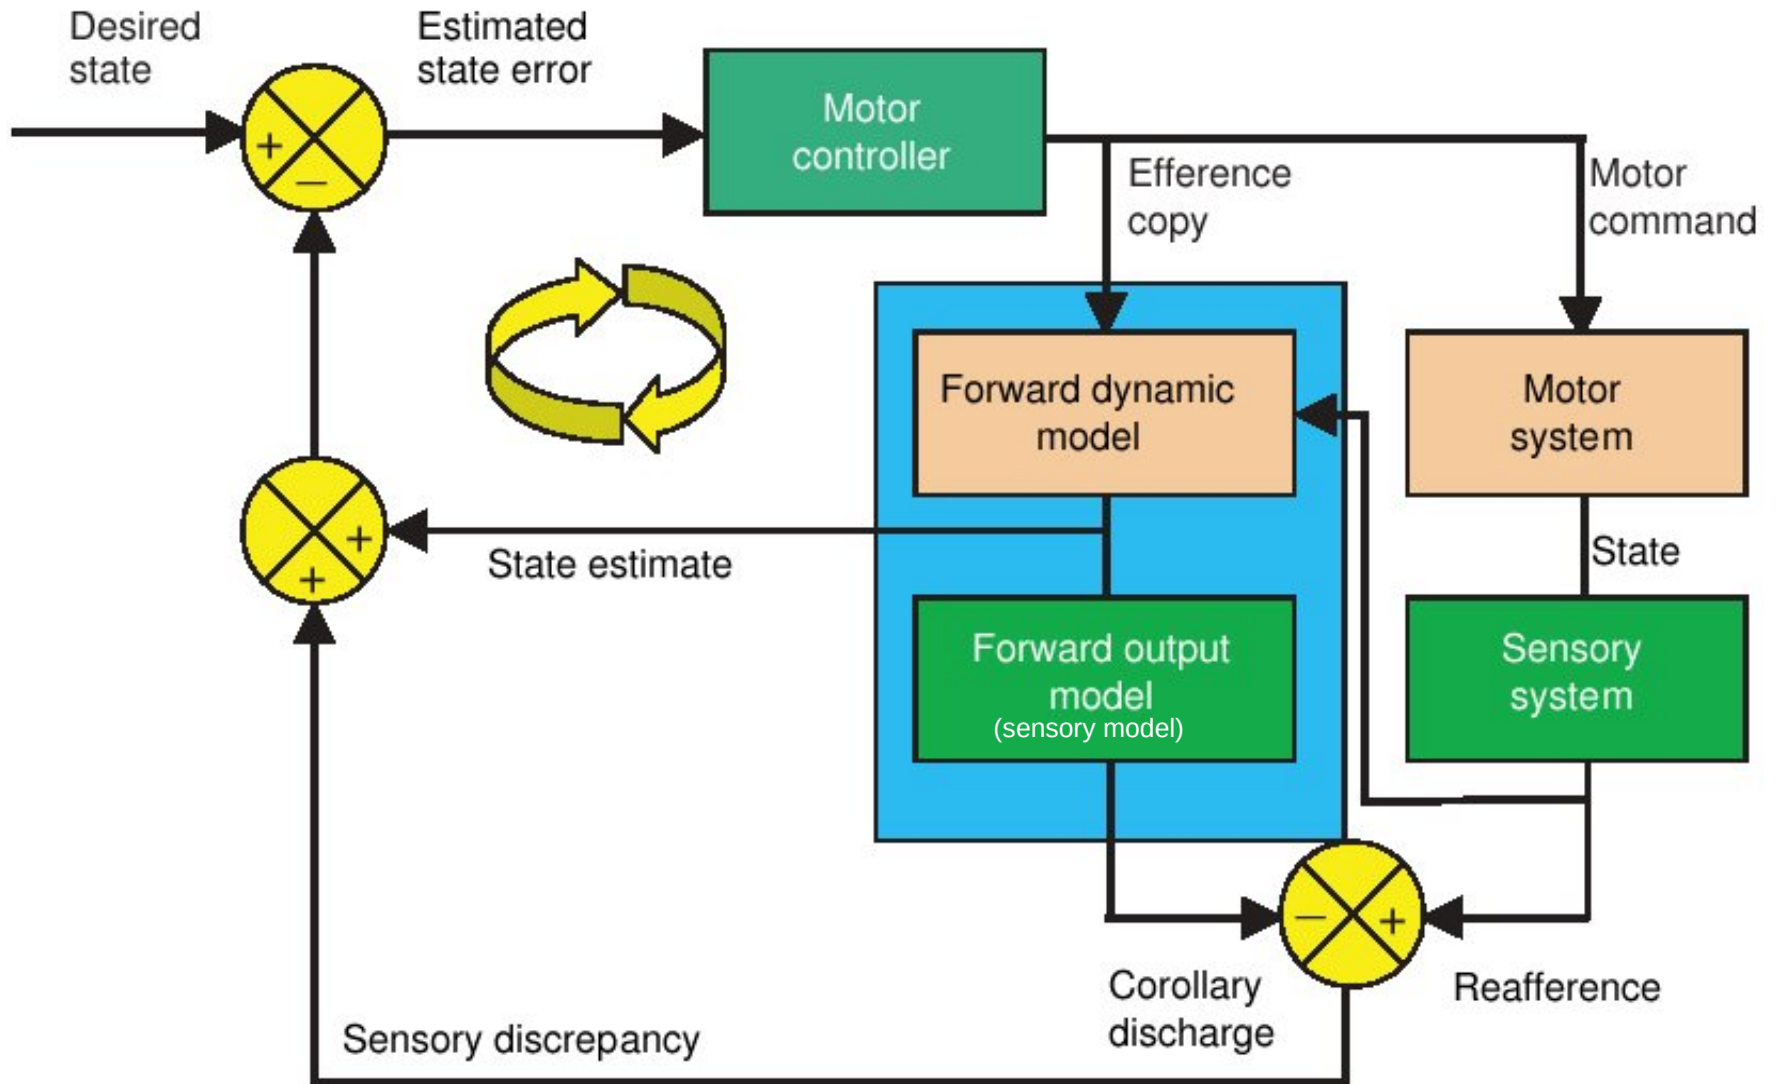 Desired
state
Estimated
state error
Motor
controller
+
−
Efference
copy
Motor
command
Forward dynamic
model
Motor
system
+
+
State estimate
State
Forward output
model
(sensory model)
Sensory
system
−
+
Corollary
discharge
Reafference
Sensory discrepancy